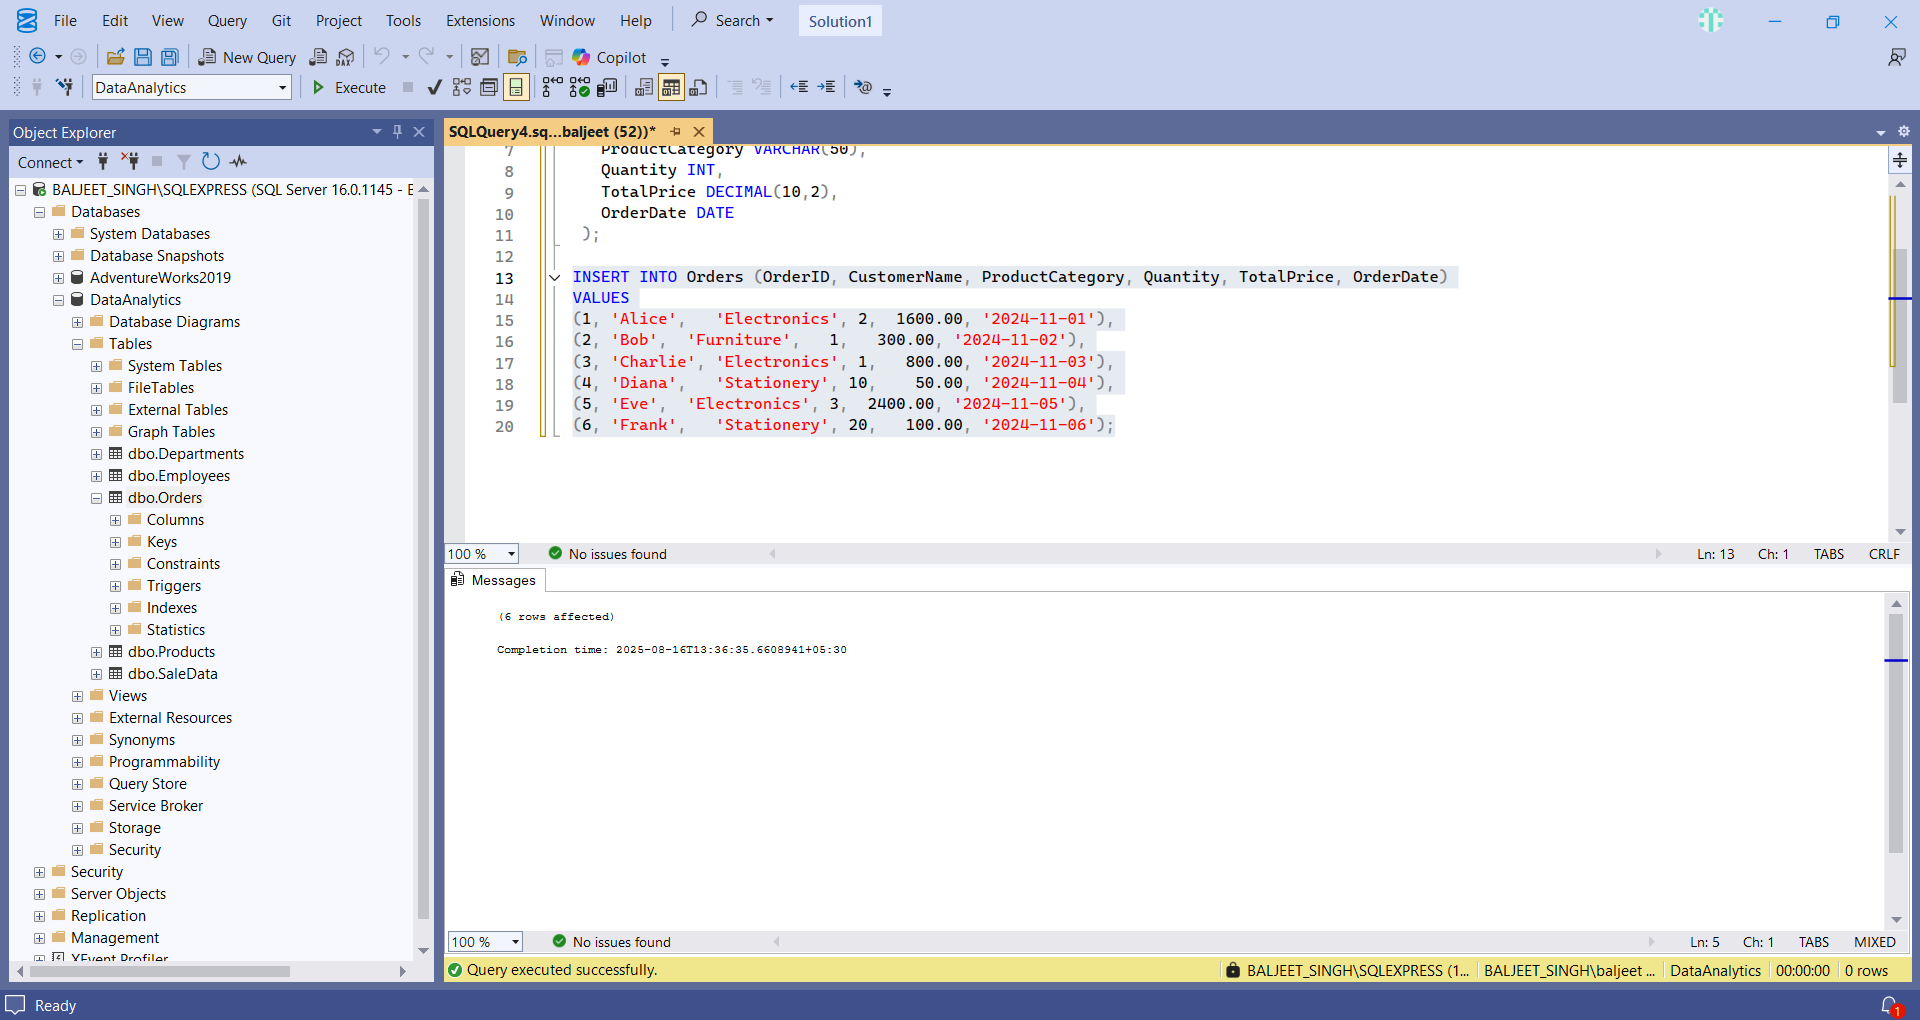 File Edit View Query Git Project Tools Extensions Window Help Search Solution1
New Query DAX Copilot
DataAnalytics Execute
Object Explorer
Connect
BALJEET_SINGH\SQLEXPRESS (SQL Server 16.0.1145 - E
Databases
System Databases
Database Snapshots
AdventureWorks2019
DataAnalytics
Database Diagrams
Tables
System Tables
FileTables
External Tables
Graph Tables
dbo.Departments
dbo.Employees
dbo.Orders
Columns
Keys
Constraints
Triggers
Indexes
Statistics
dbo.Products
dbo.SaleData
Views
External Resources
Synonyms
Programmability
Query Store
Service Broker
Storage
Security
Security
Server Objects
Replication
Management
XEvent Profiler
SQLQuery4.sq...baljeet (52))*
7 ProductCategory VARCHAR(50),
8 Quantity INT,
9 TotalPrice DECIMAL(10,2),
10 OrderDate DATE
11 );
12
13 INSERT INTO Orders (OrderID, CustomerName, ProductCategory, Quantity, TotalPrice, OrderDate)
14 VALUES
15 (1, 'Alice', 'Electronics', 2, 1600.00, '2024-11-01'),
16 (2, 'Bob', 'Furniture', 1, 300.00, '2024-11-02'),
17 (3, 'Charlie', 'Electronics', 1, 800.00, '2024-11-03'),
18 (4, 'Diana', 'Stationery', 10, 50.00, '2024-11-04'),
19 (5, 'Eve', 'Electronics', 3, 2400.00, '2024-11-05'),
20 (6, 'Frank', 'Stationery', 20, 100.00, '2024-11-06');
100 % No issues found Ln: 13 Ch: 1 TABS CRLF
Messages
(6 rows affected)
Completion time: 2025-08-16T13:36:35.6608941+05:30
100 % No issues found Ln: 5 Ch: 1 TABS MIXED
Query executed successfully. BALJEET_SINGH\SQLEXPRESS (1... BALJEET_SINGH\baljeet ... DataAnalytics 00:00:00 0 rows
Ready 1